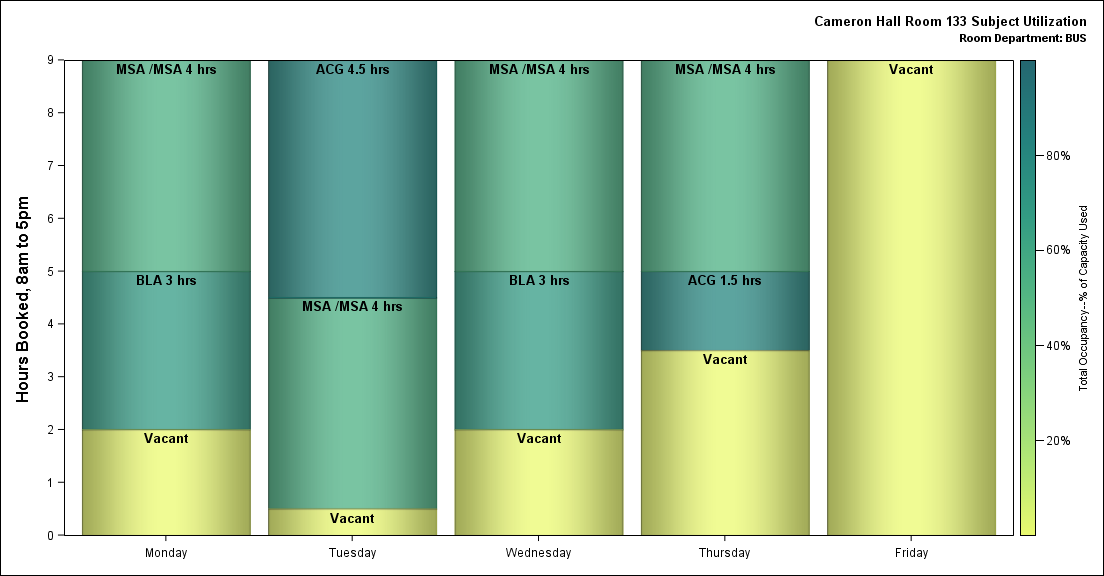 Cameron Hall Room 133 Subject Utilization
Room Department: BUS
Hours Booked, 8am to 5pm
9
8
7
6
5
4
3
2
1
0
MSA /MSA 4 hrs
BLA 3 hrs
Vacant
ACG 4.5 hrs
MSA /MSA 4 hrs
Vacant
MSA /MSA 4 hrs
BLA 3 hrs
Vacant
MSA /MSA 4 hrs
ACG 1.5 hrs
Vacant
Vacant
Monday
Tuesday
Wednesday
Thursday
Friday
80%
60%
40%
20%
Total Occupancy--% of Capacity Used